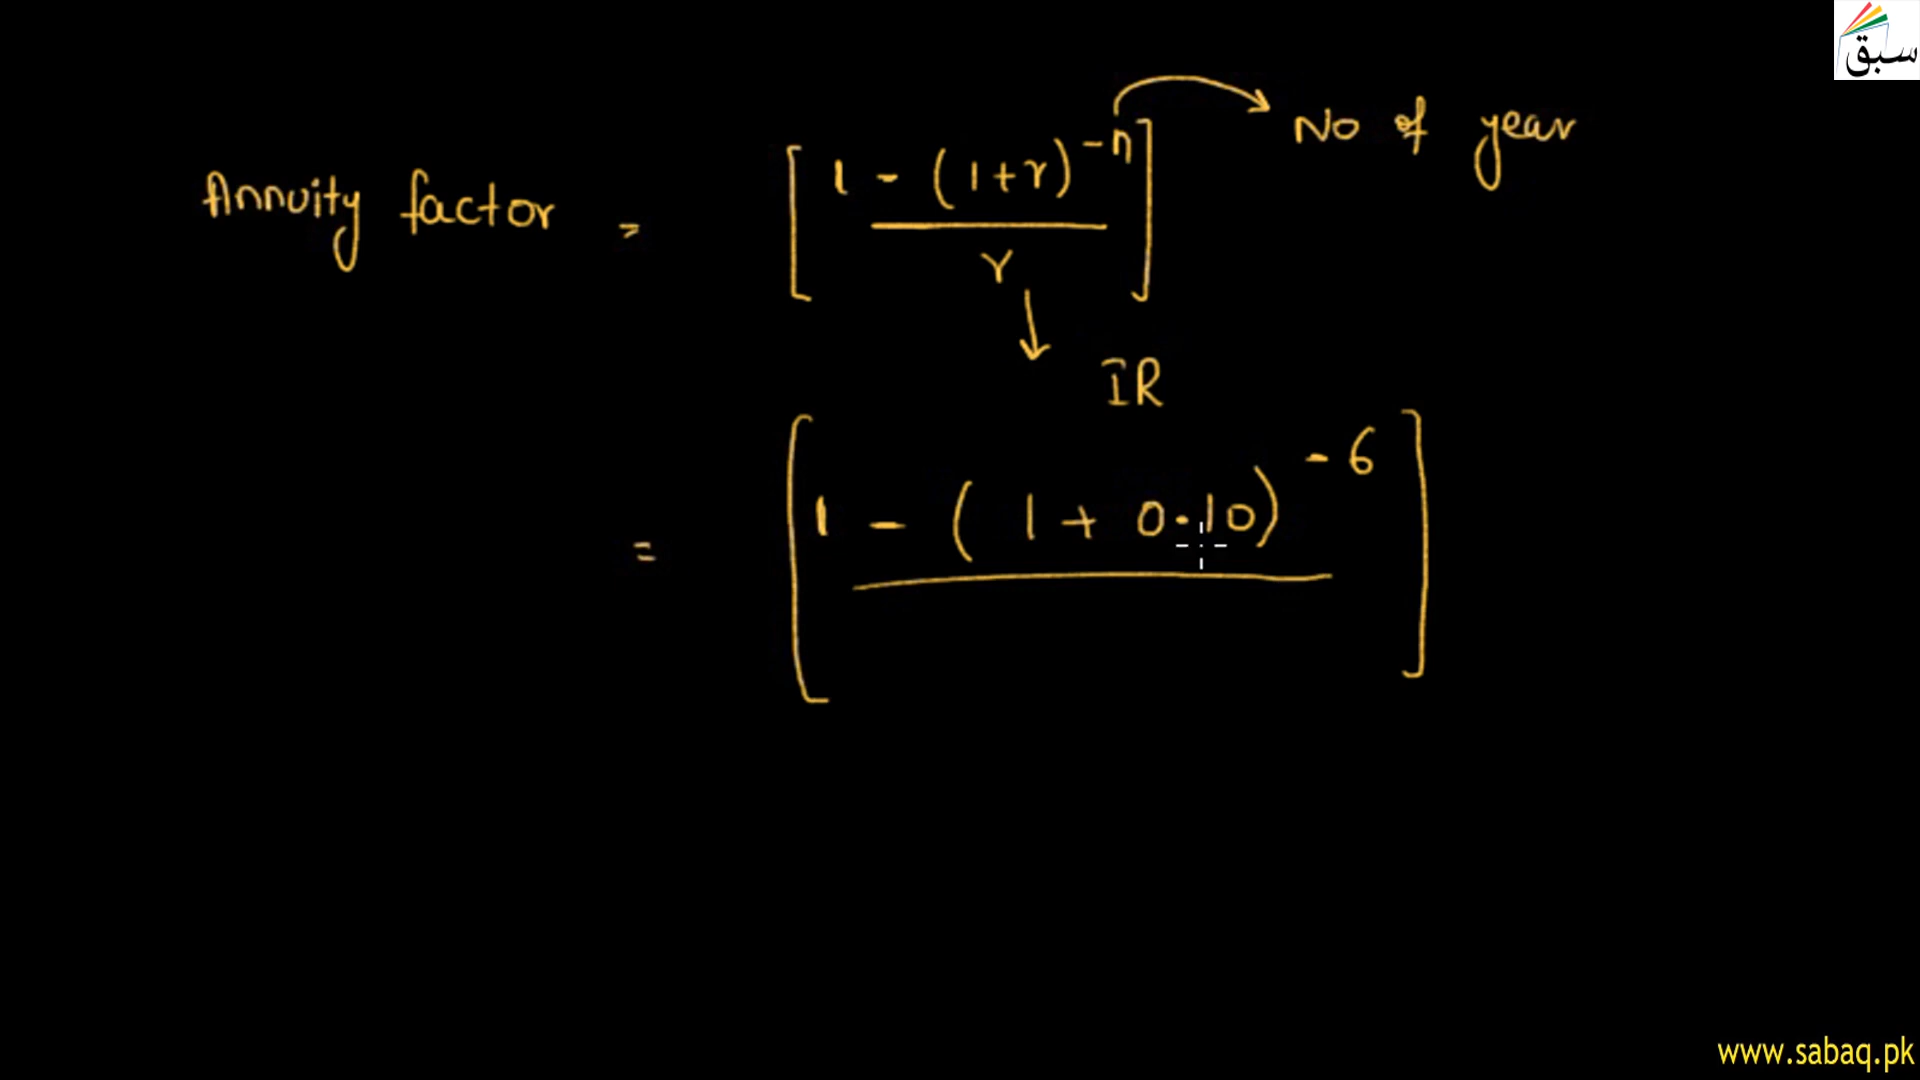 سبق
Annuity factor = [ 1 - (1+r)^-n / r ] → No of year
↓ IR
= [ 1 - ( 1 + 0.10)^-6 / ]
www.sabaq.pk